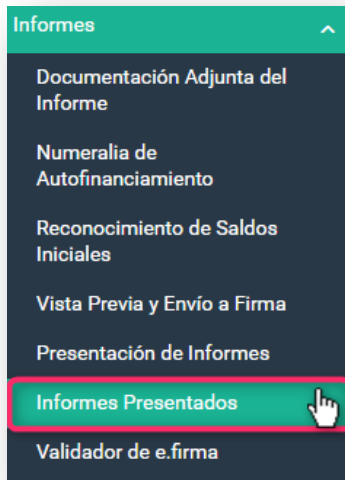 Informes
Documentación Adjunta del
Informe
Numeralia de
Autofinanciamiento
Reconocimiento de Saldos
Iniciales
Vista Previa y Envío a Firma
Presentación de Informes
Informes Presentados
Validador de e.firma